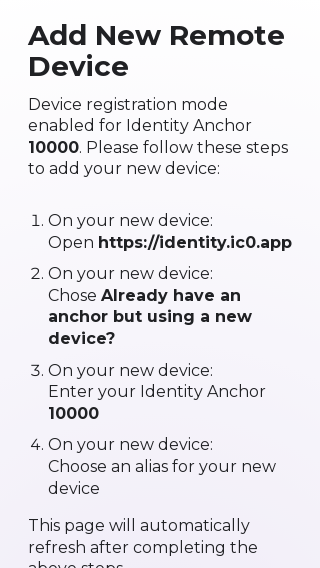 Add New Remote
Device
Device registration mode
enabled for Identity Anchor
10000. Please follow these steps
to add your new device:
1. On your new device:
Open https://identity.ic0.app
2. On your new device:
Chose Already have an
anchor but using a new
device?
3. On your new device:
Enter your Identity Anchor
10000
4. On your new device:
Choose an alias for your new
device
This page will automatically
refresh after completing the
above steps